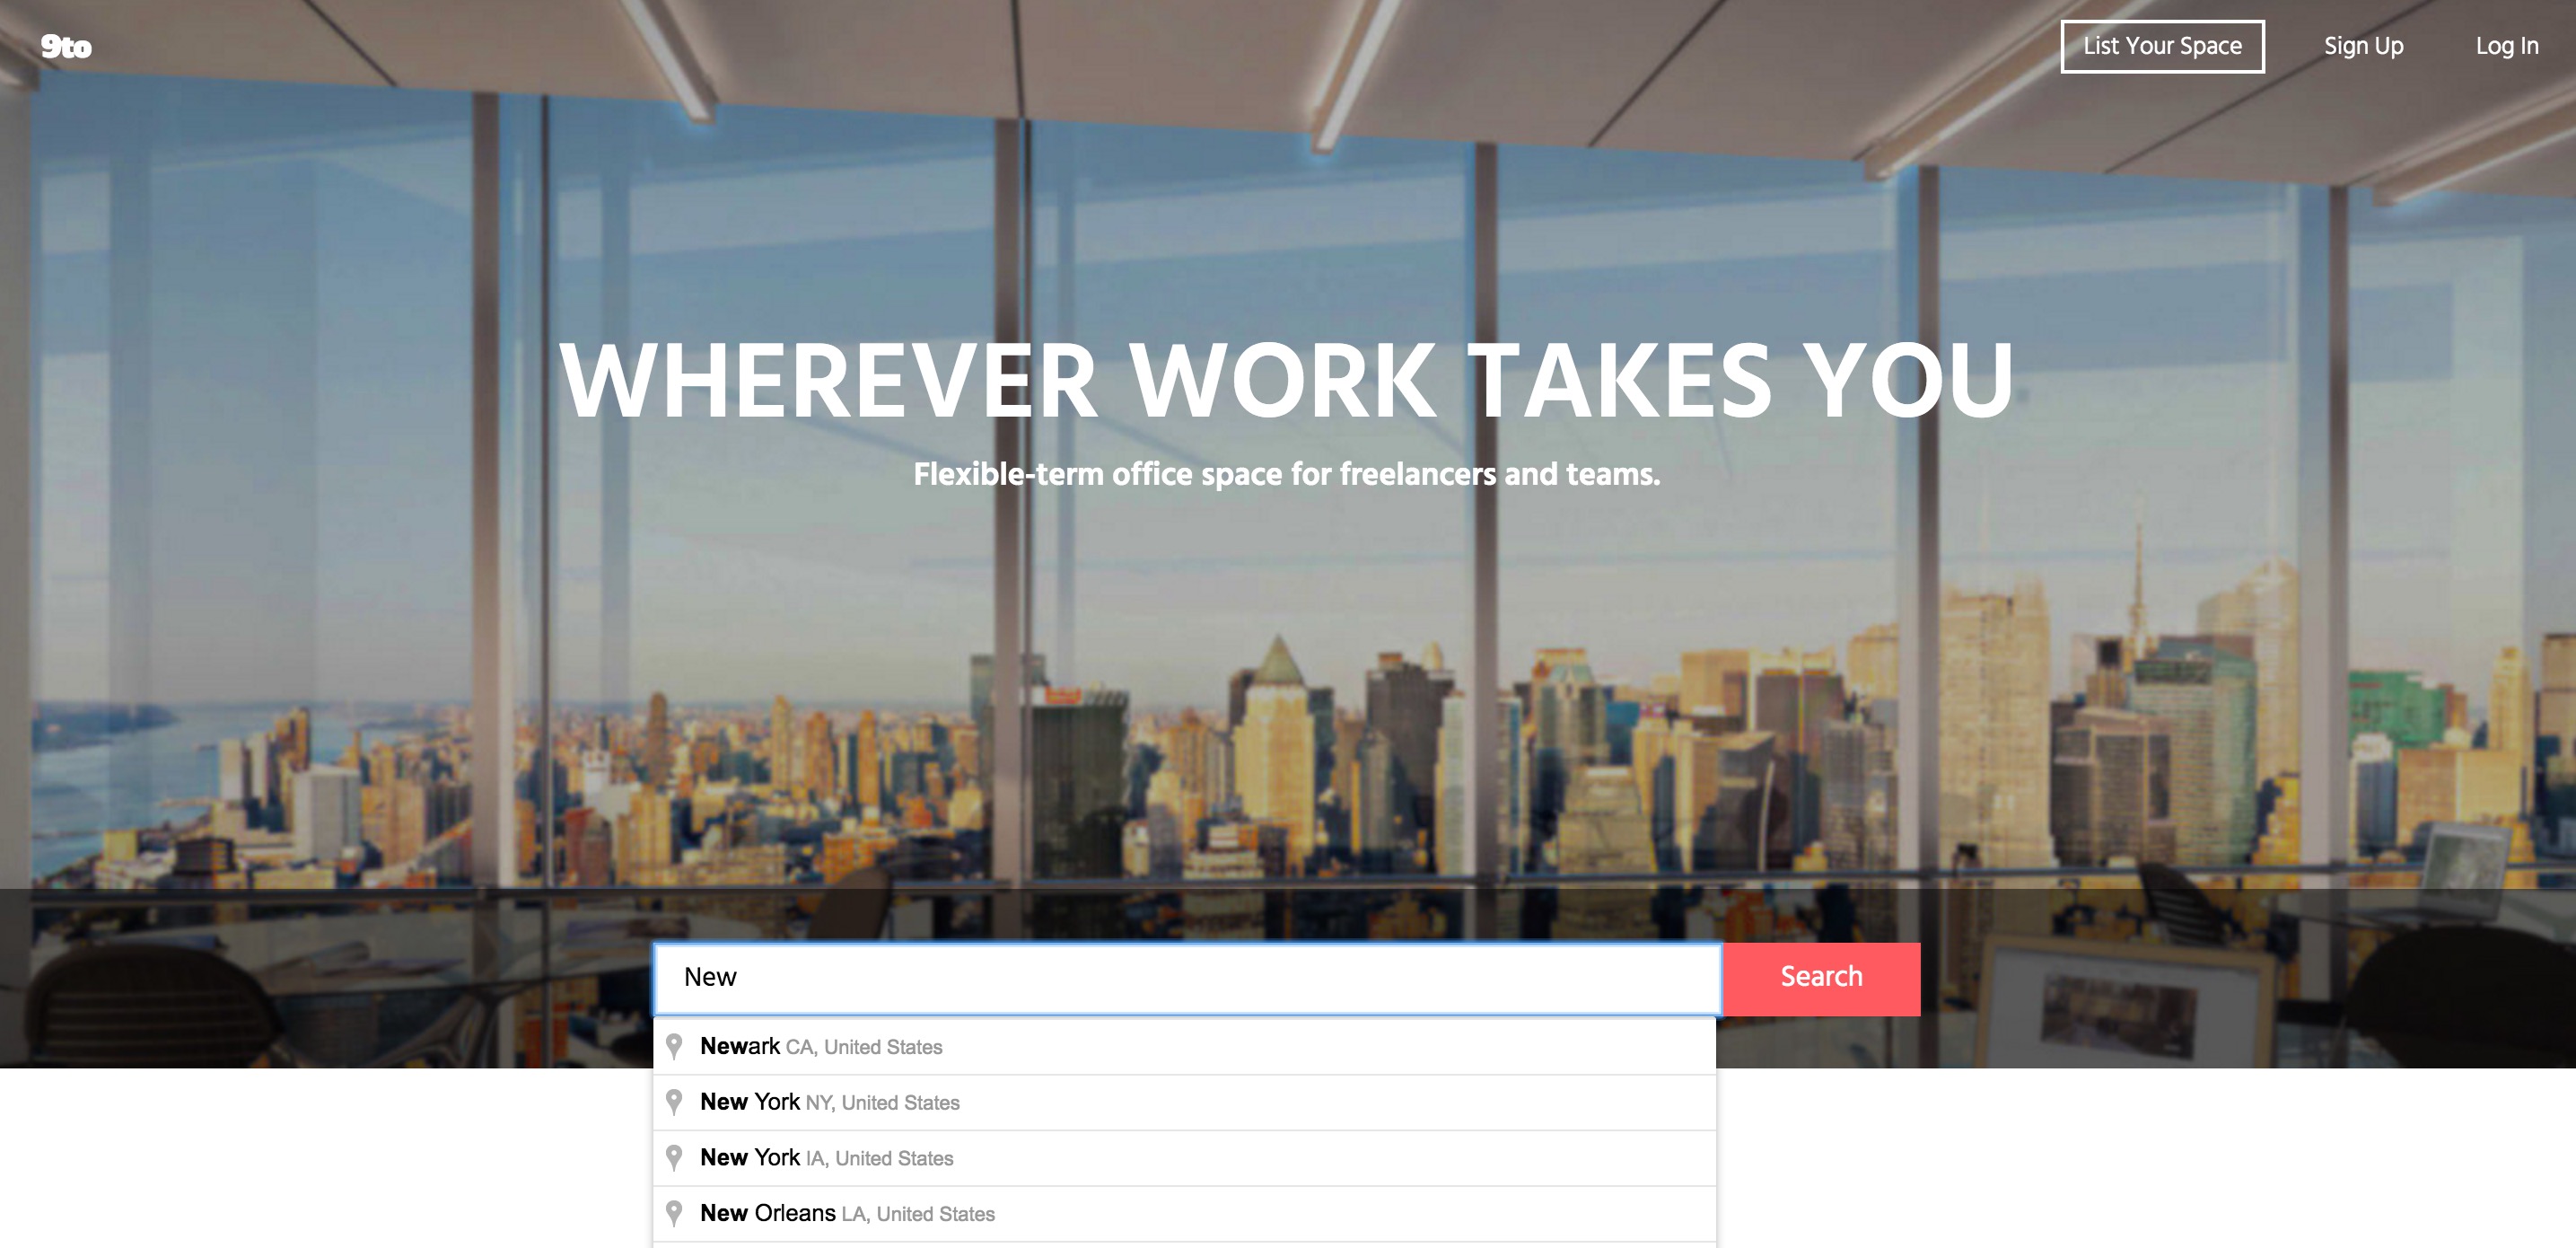 9to
List Your Space
Sign Up
Log In
WHEREVER WORK TAKES YOU
Flexible-term office space for freelancers and teams.
New
Search
Newark CA, United States
New York NY, United States
New York IA, United States
New Orleans LA, United States